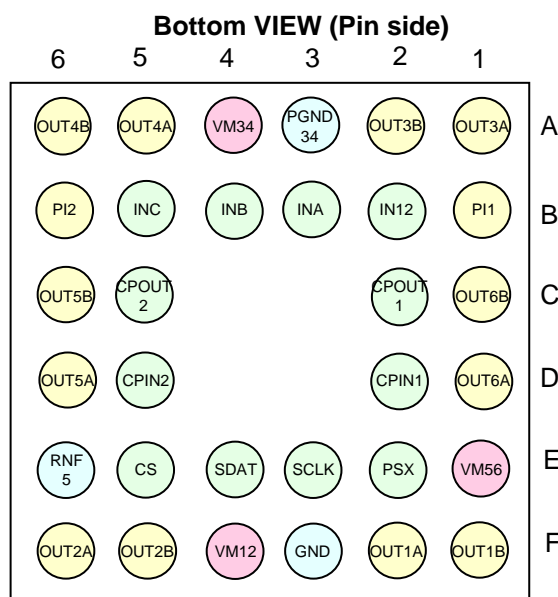 Bottom VIEW (Pin side)
6 5 4 3 2 1
OUT4B OUT4A VM34 PGND 34 OUT3B OUT3A A
PI2 INC INB INA IN12 PI1 B
OUT5B CPOUT 2 CPOUT 1 OUT6B C
OUT5A CPIN2 CPIN1 OUT6A D
RNF 5 CS SDAT SCLK PSX VM56 E
OUT2A OUT2B VM12 GND OUT1A OUT1B F